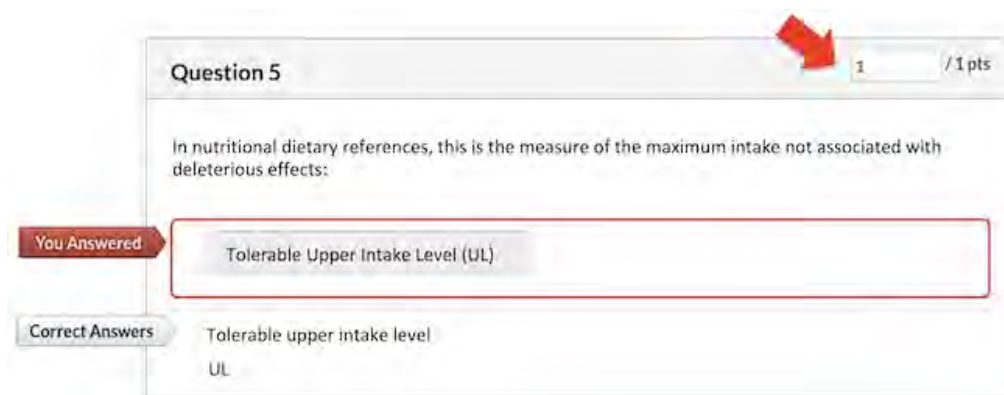 Question 5
1 / 1 pts
In nutritional dietary references, this is the measure of the maximum intake not associated with
deleterious effects:
You Answered
Tolerable Upper Intake Level (UL)
Correct Answers
Tolerable upper intake level
UL